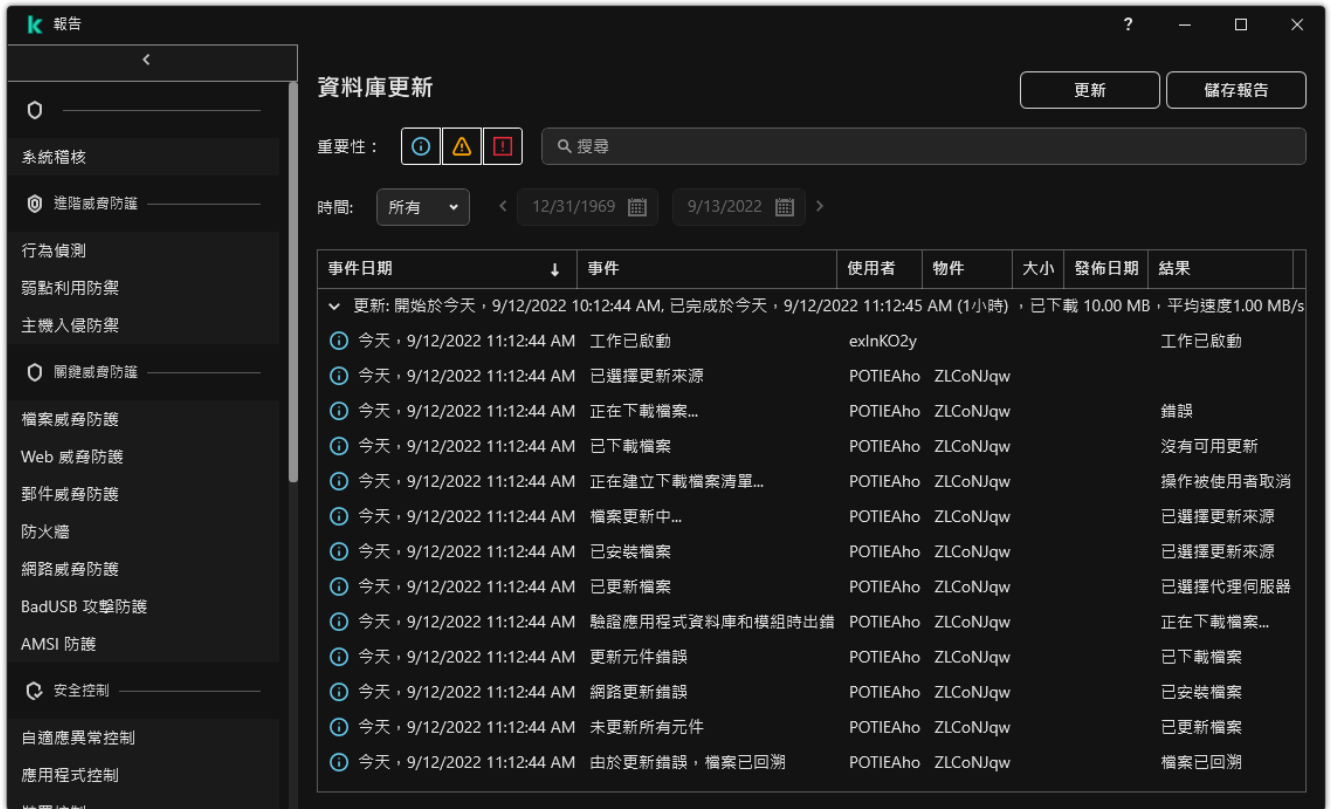 報告
?
資料庫更新
更新
儲存報告
重要性：
搜尋
時間:
所有
12/31/1969
9/13/2022
系統稽核
進階威脅防護
行為偵測
弱點利用防禦
主機入侵防禦
關鍵威脅防護
檔案威脅防護
Web 威脅防護
郵件威脅防護
防火牆
網路威脅防護
BadUSB 攻擊防護
AMSI 防護
安全控制
自適應異常控制
應用程式控制
事件日期 ↓ 事件 使用者 物件 大小 發佈日期 結果
更新: 開始於今天，9/12/2022 10:12:44 AM, 已完成於今天，9/12/2022 11:12:45 AM (1小時) ，已下載 10.00 MB，平均速度1.00 MB/s
今天，9/12/2022 11:12:44 AM 工作已啟動 exInKO2y 工作已啟動
今天，9/12/2022 11:12:44 AM 已選擇更新來源 POTIEAho ZLCoNJqw
今天，9/12/2022 11:12:44 AM 正在下載檔案... POTIEAho ZLCoNJqw 錯誤
今天，9/12/2022 11:12:44 AM 已下載檔案 POTIEAho ZLCoNJqw 沒有可用更新
今天，9/12/2022 11:12:44 AM 正在建立下載檔案清單... POTIEAho ZLCoNJqw 操作被使用者取消
今天，9/12/2022 11:12:44 AM 檔案更新中... POTIEAho ZLCoNJqw 已選擇更新來源
今天，9/12/2022 11:12:44 AM 已安裝檔案 POTIEAho ZLCoNJqw 已選擇更新來源
今天，9/12/2022 11:12:44 AM 已更新檔案 POTIEAho ZLCoNJqw 已選擇代理伺服器
今天，9/12/2022 11:12:44 AM 驗證應用程式資料庫和模組時出錯 POTIEAho ZLCoNJqw 正在下載檔案...
今天，9/12/2022 11:12:44 AM 更新元件錯誤 POTIEAho ZLCoNJqw 已下載檔案
今天，9/12/2022 11:12:44 AM 網路更新錯誤 POTIEAho ZLCoNJqw 已安裝檔案
今天，9/12/2022 11:12:44 AM 未更新所有元件 POTIEAho ZLCoNJqw 已更新檔案
今天，9/12/2022 11:12:44 AM 由於更新錯誤，檔案已回溯 POTIEAho ZLCoNJqw 檔案已回溯